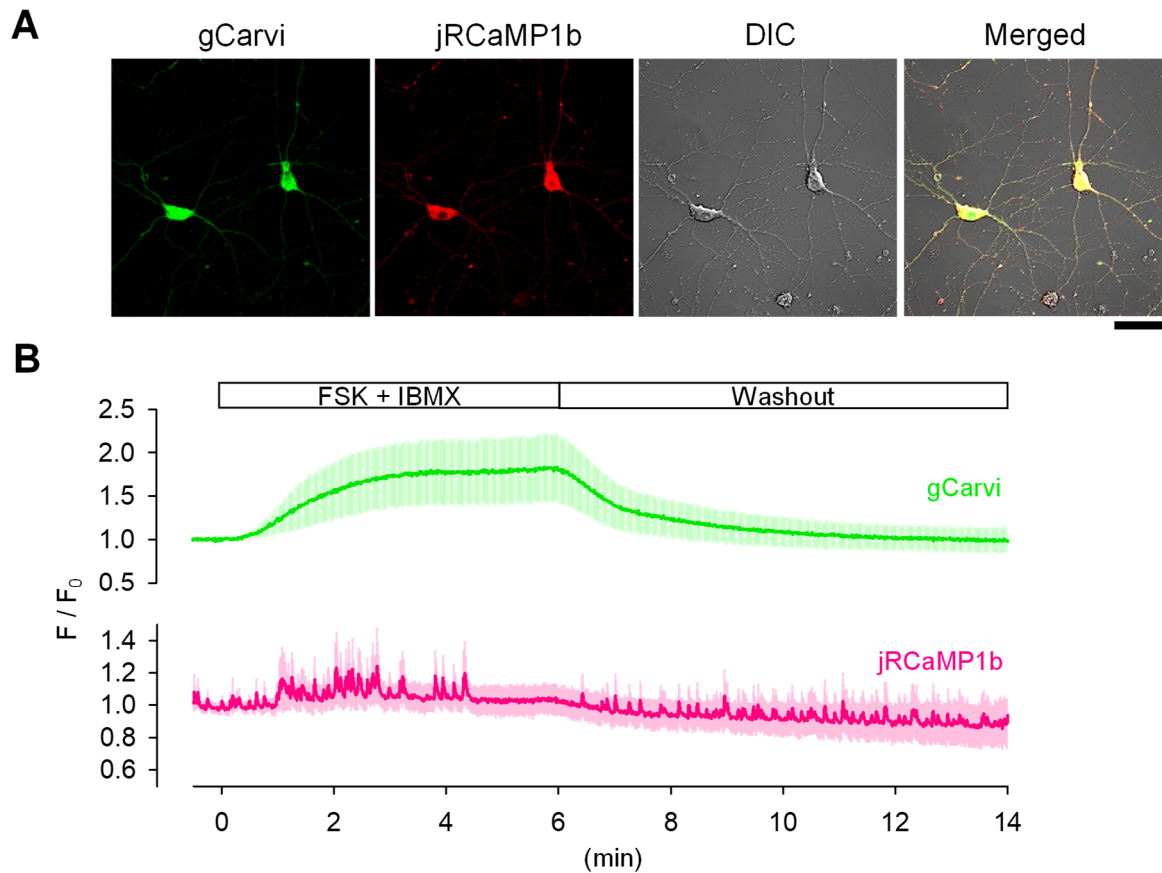 A
gCarvi jRCaMP1b DIC Merged
B
FSK + IBMX Washout
2.5
2.0
1.5
1.0
0.5
gCarvi
F / F0
1.4
1.2
1.0
0.8
0.6
jRCaMP1b
0 2 4 6 8 10 12 14
(min)